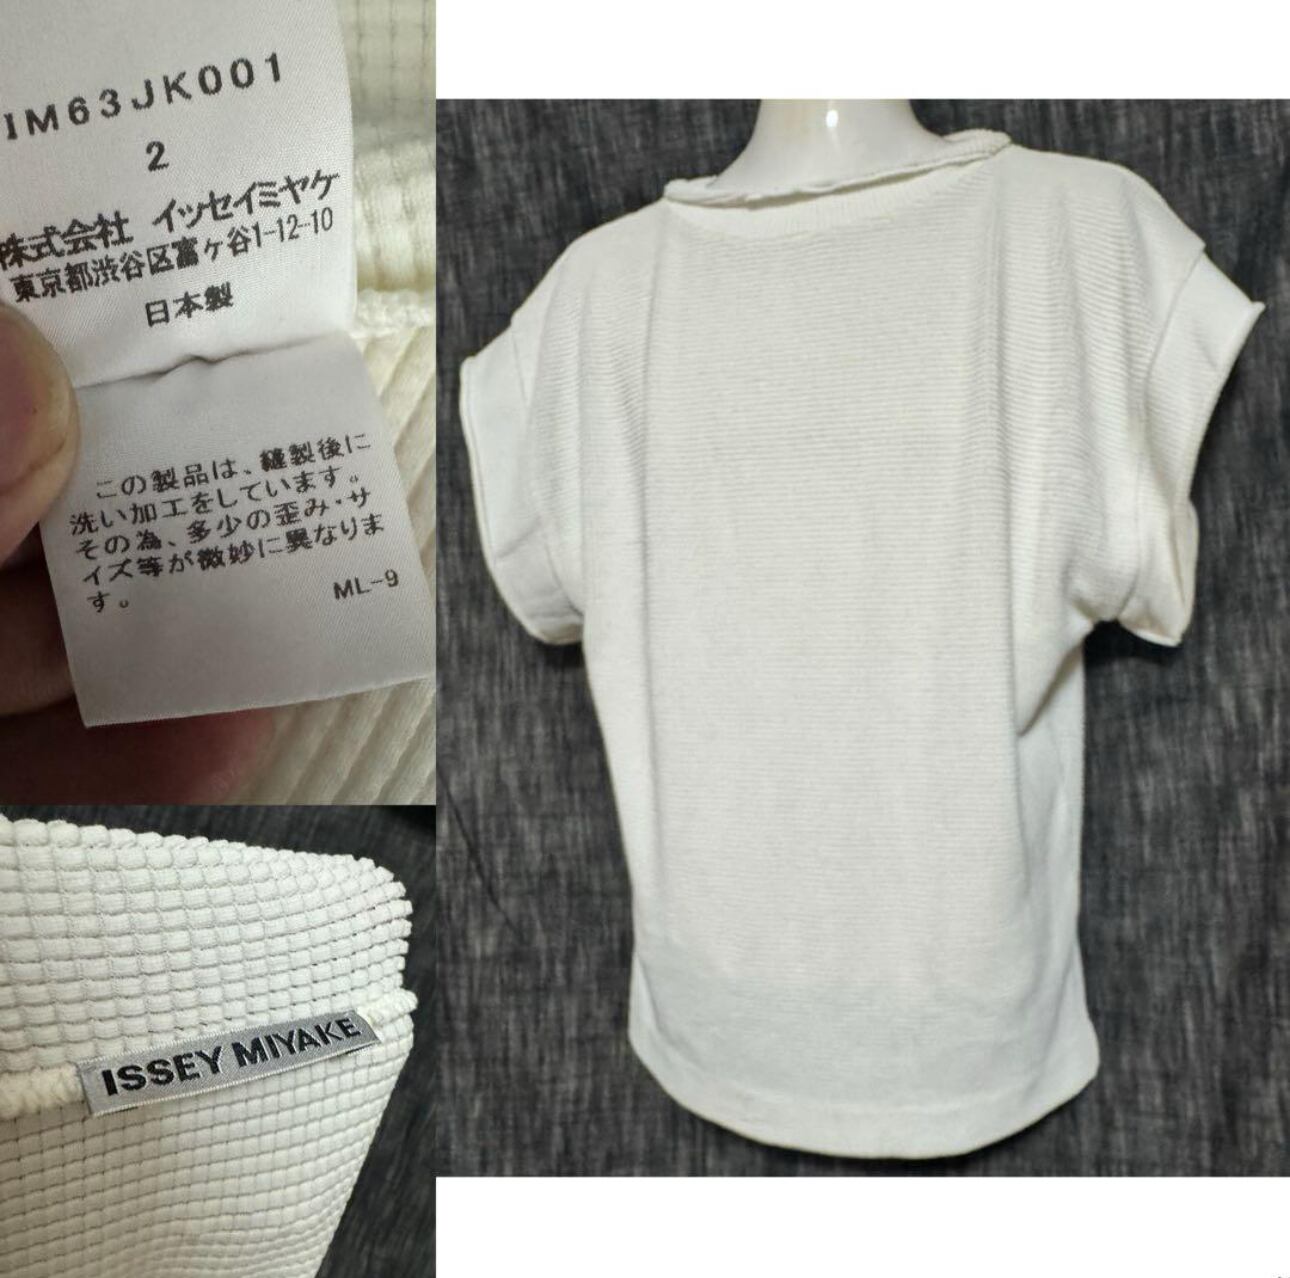 IM63JK001
2
株式会社 イッセイミヤケ
東京都渋谷区富ヶ谷1-12-10
日本製
この製品は、縫製後に
洗い加工をしています。
その為、多少の歪み・サ
イズ等が微妙に異なりま
す。
ML-9
ISSEY MIYAKE